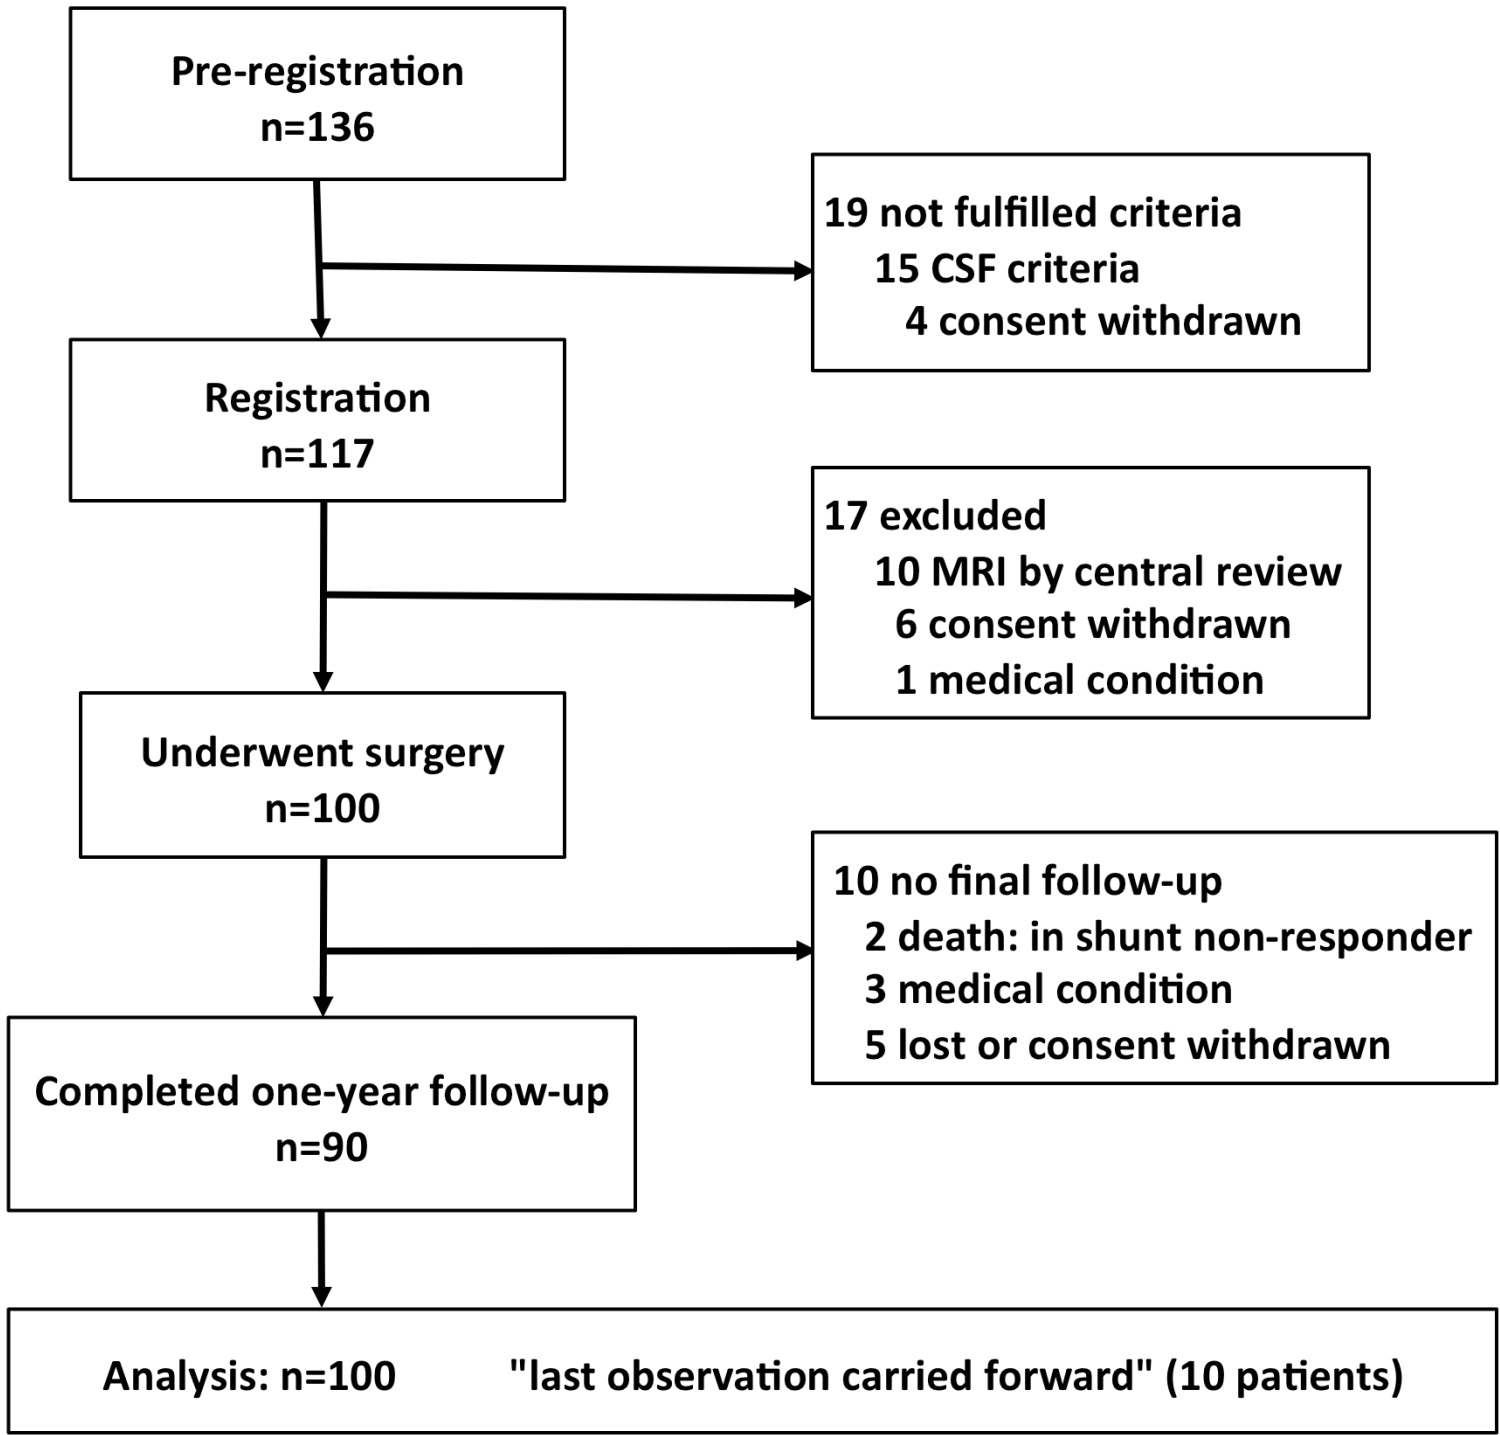 Pre-registration
n=136
19 not fulfilled criteria
15 CSF criteria
4 consent withdrawn
Registration
n=117
17 excluded
10 MRI by central review
6 consent withdrawn
1 medical condition
Underwent surgery
n=100
10 no final follow-up
2 death: in shunt non-responder
3 medical condition
5 lost or consent withdrawn
Completed one-year follow-up
n=90
Analysis: n=100 "last observation carried forward" (10 patients)